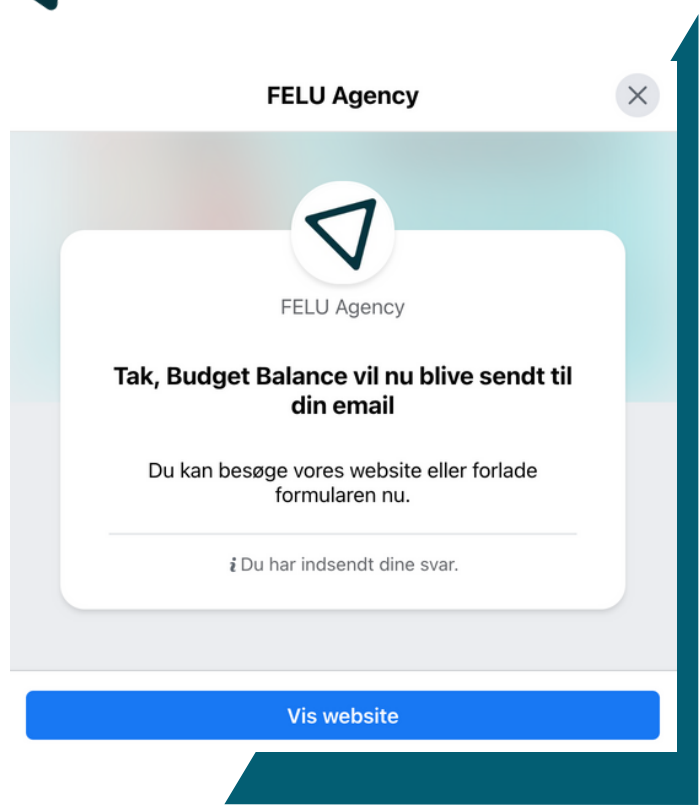 FELU Agency
FELU Agency
Tak, Budget Balance vil nu blive sendt til
din email
Du kan besøge vores website eller forlade
formularen nu.
i Du har indsendt dine svar.
Vis website